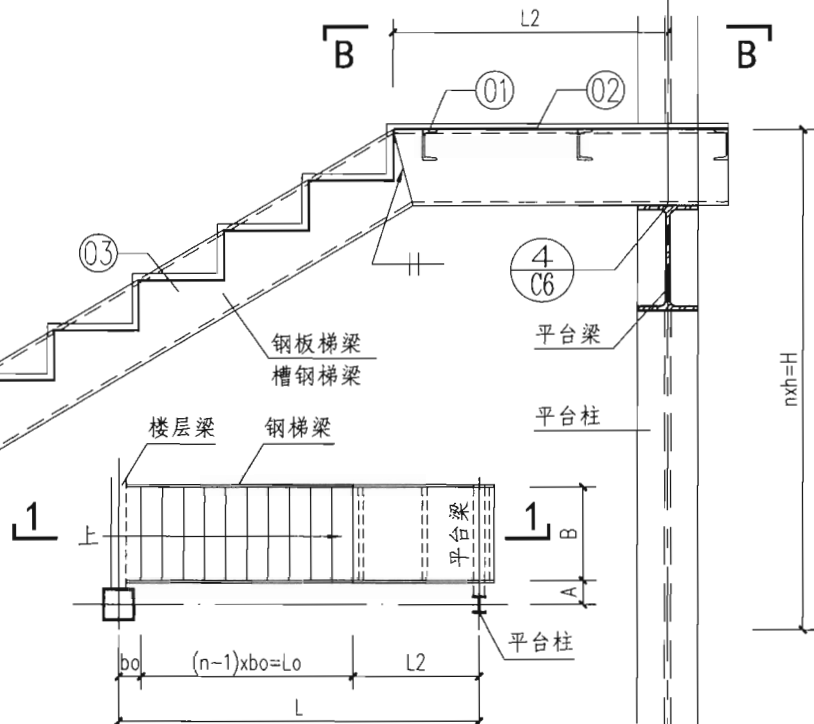 L2
B B
01 02
03
4
C6
钢板梯梁
槽钢梯梁
平台梁
平台柱
nxh=H
楼层梁 钢梯梁
1 1
上
平台梁
B
A
平台柱
bo (n-1)xbo=Lo L2
L